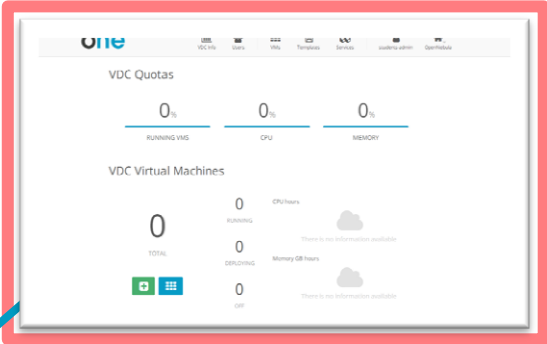 one
VDC Info Users VMs Templates Services admin OpenNebula
VDC Quotas
0% 0% 0%
RUNNING VMS CPU MEMORY
VDC Virtual Machines
0
TOTAL
0
RUNNING
0
DEPLOYING
0
OFF
CPU hours
There is no information available
Memory GB hours
There is no information available